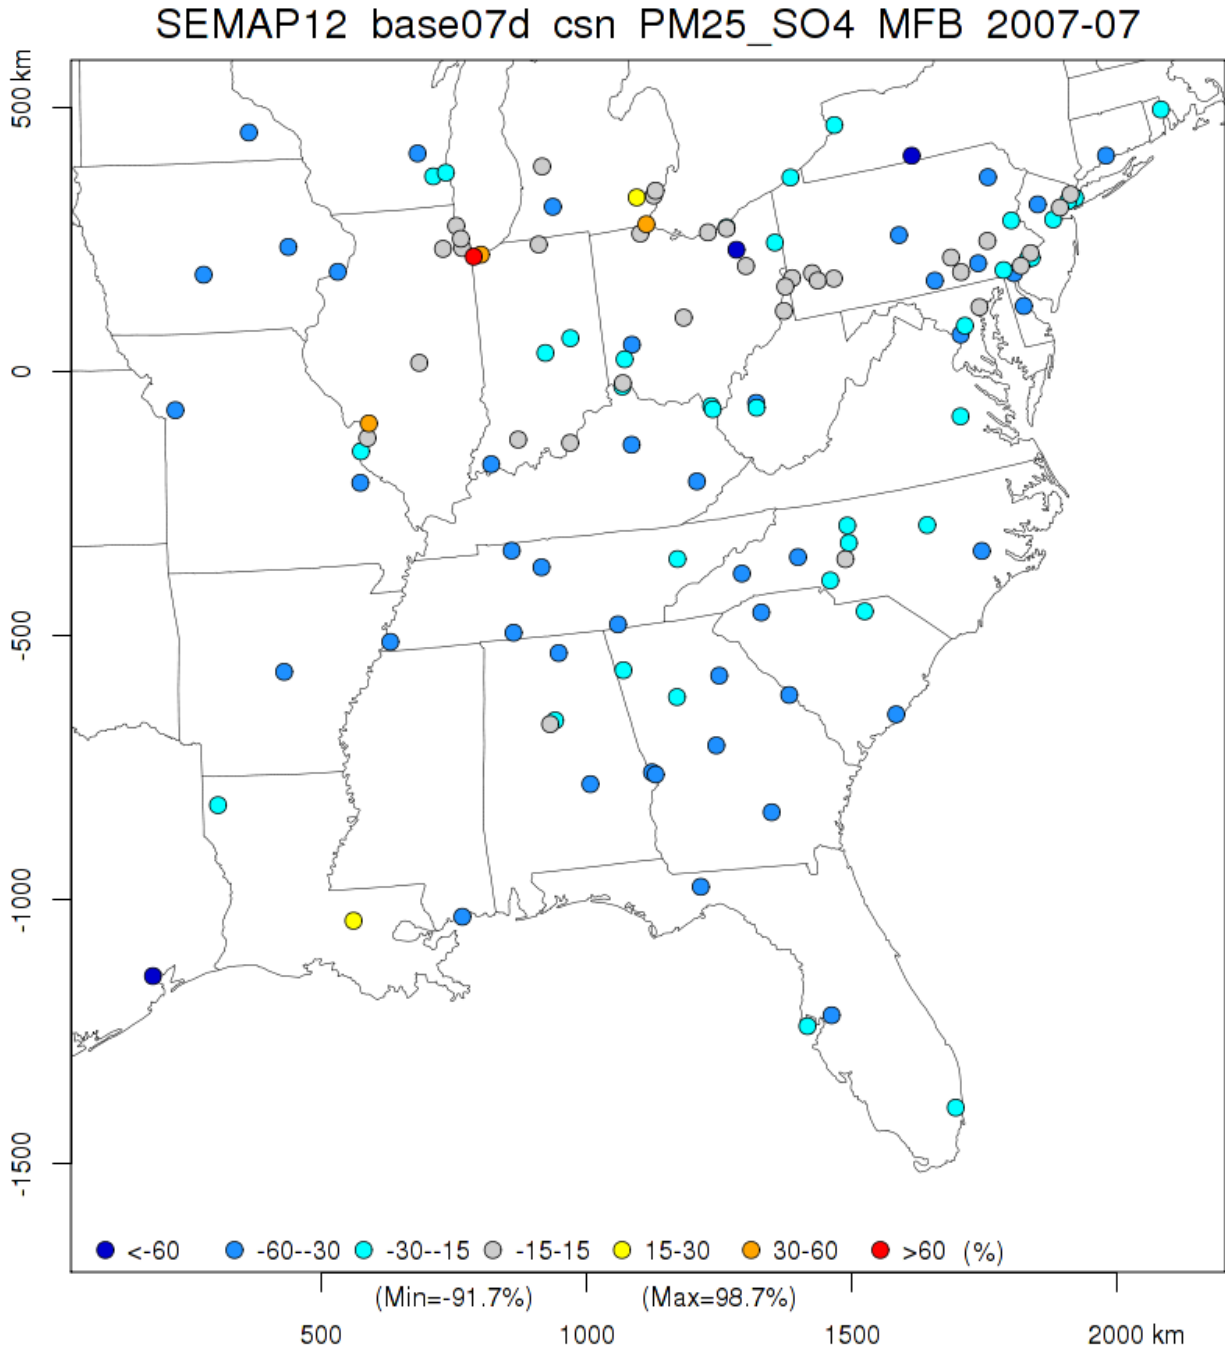 SEMAP12 base07d csn PM25_SO4 MFB 2007-07
500 km
0
-500
-1000
-1500
<-60 -60--30 -30--15 -15-15 15-30 30-60 >60 (%)
(Min=-91.7%) (Max=98.7%)
500 1000 1500 2000 km